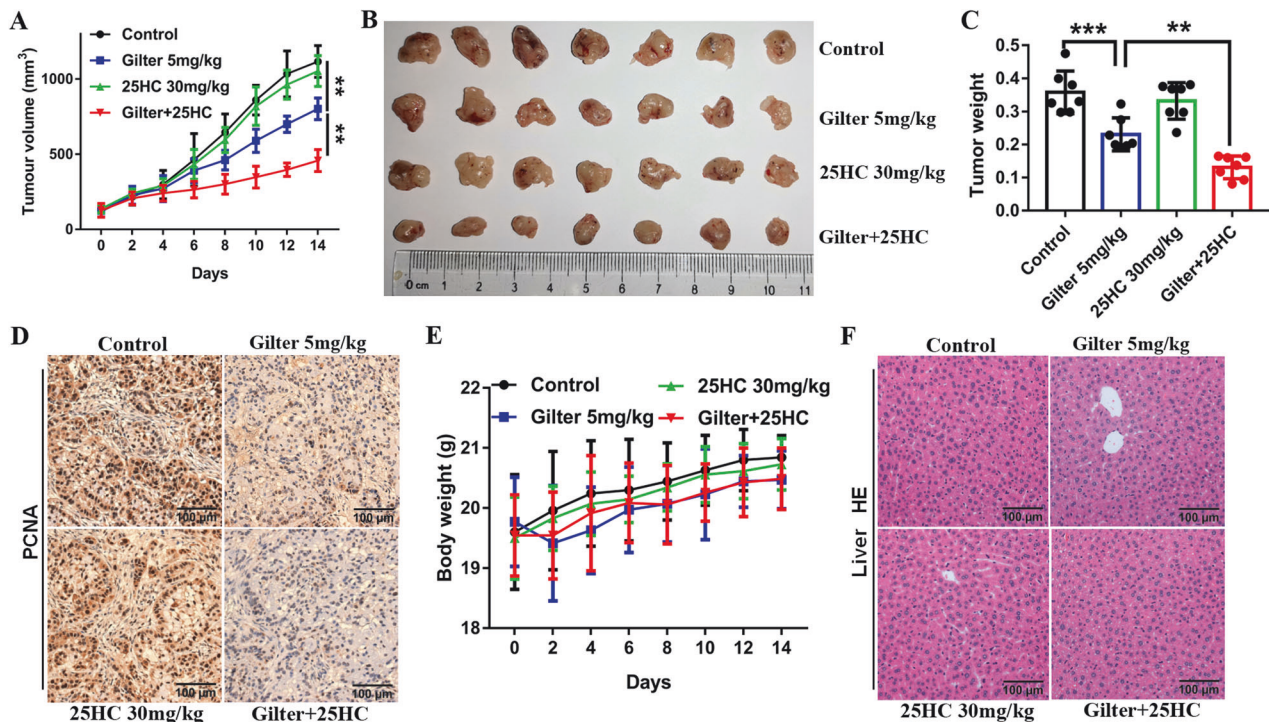 A
Control
Gilter 5mg/kg
25HC 30mg/kg
Gilter+25HC
Tumour volume (mm³)
1000
500
0
**
**
0 2 4 6 8 10 12 14
Days
B
Control
Gilter 5mg/kg
25HC 30mg/kg
Gilter+25HC
0 cm 1 2 3 4 5 6 7 8 9 10 11
C
*** **
Tumor weight
0.5
0.4
0.3
0.2
0.1
0.0
Control
Gilter 5mg/kg
25HC 30mg/kg
Gilter+25HC
D
Control Gilter 5mg/kg
PCNA
100 μm 100 μm
100 μm 100 μm
25HC 30mg/kg Gilter+25HC
E
Control 25HC 30mg/kg
Gilter 5mg/kg Gilter+25HC
Body weight (g)
22
21
20
19
18
0 2 4 6 8 10 12 14
Days
F
Control Gilter 5mg/kg
Liver HE
100 μm 100 μm
100 μm 100 μm
25HC 30mg/kg Gilter+25HC